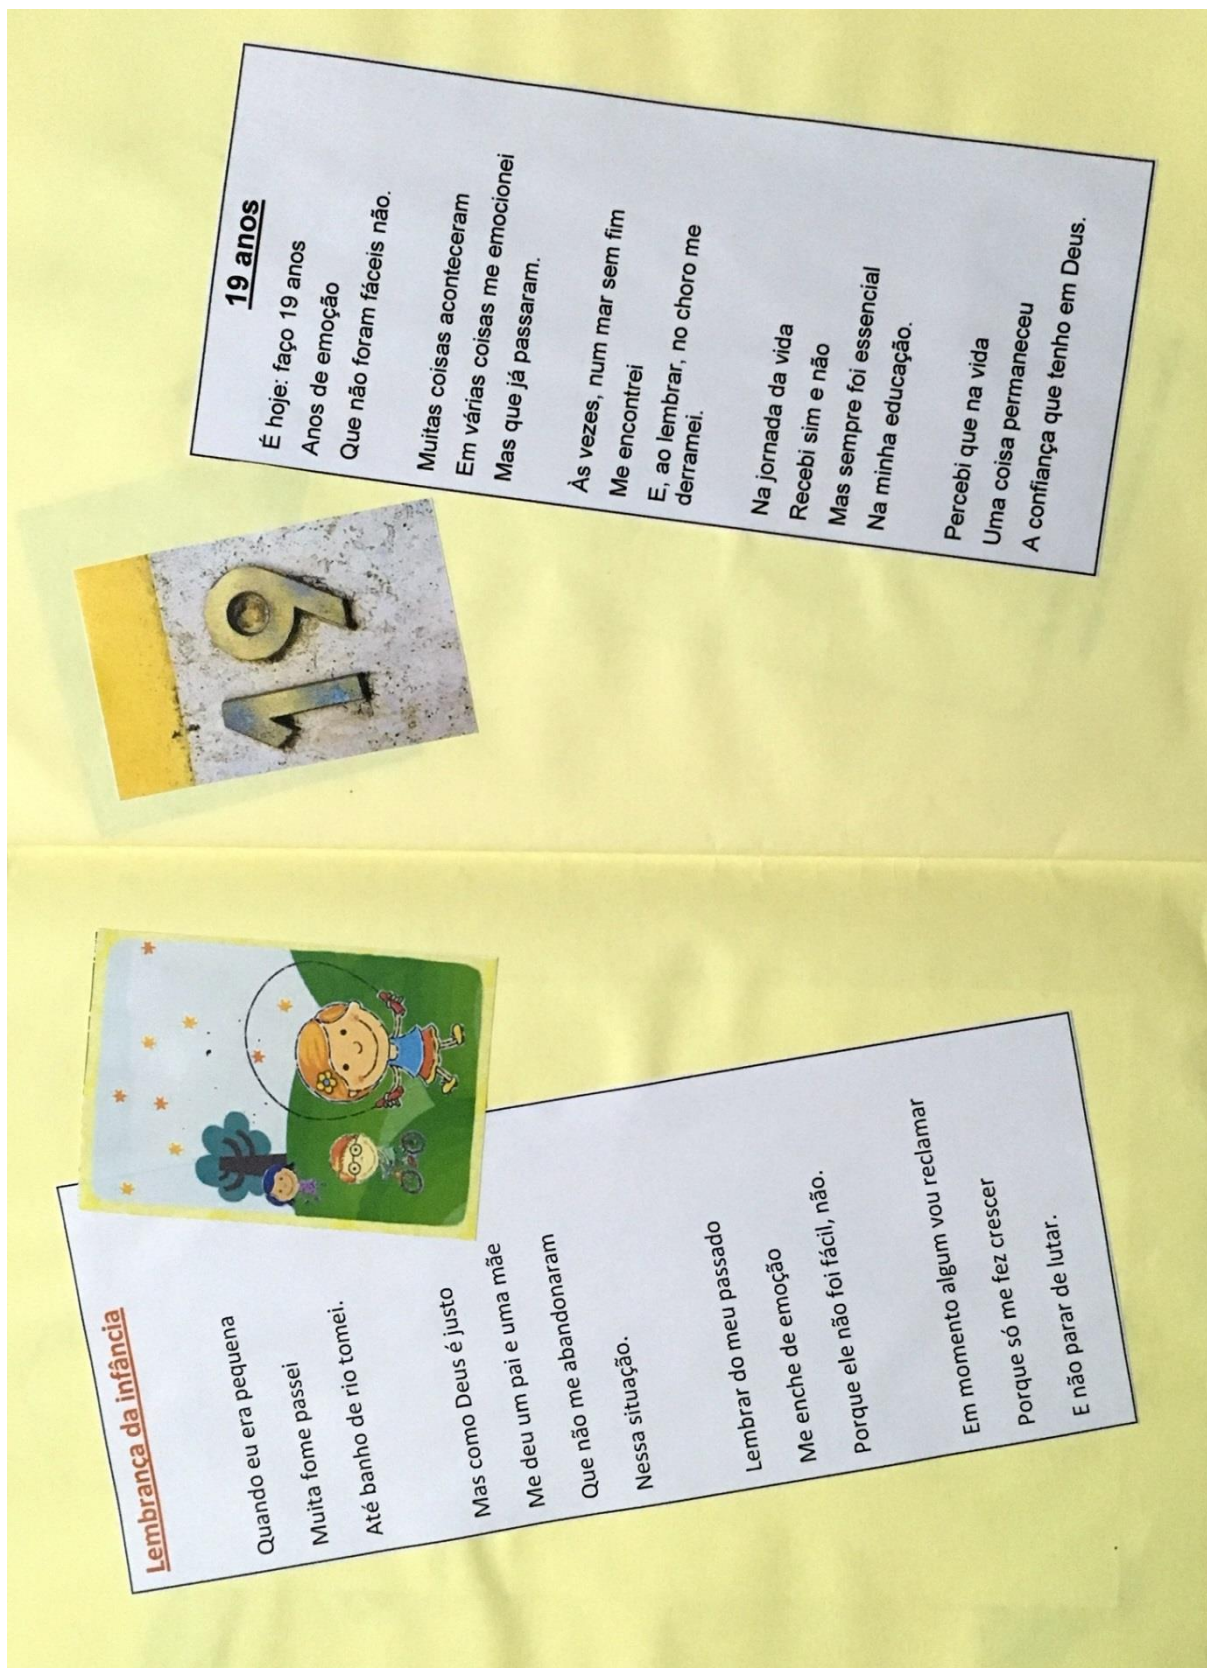 Lembrança da infância
Quando eu era pequena
Muita fome passei
Até banho de rio tomei.
Mas como Deus é justo
Me deu um pai e uma mãe
Que não me abandonaram
Nessa situação.
Lembrar do meu passado
Me enche de emoção
Porque ele não foi fácil, não.
Em momento algum vou reclamar
Porque só me fez crescer
E não parar de lutar.
19
19 anos
É hoje: faço 19 anos
Anos de emoção
Que não foram fáceis não.
Muitas coisas aconteceram
Em várias coisas me emocionei
Mas que já passaram.
Às vezes, num mar sem fim
Me encontrei
E, ao lembrar, no choro me
derramei.
Na jornada da vida
Recebi sim e não
Mas sempre foi essencial
Na minha educação.
Percebi que na vida
Uma coisa permaneceu
A confiança que tenho em Deus.